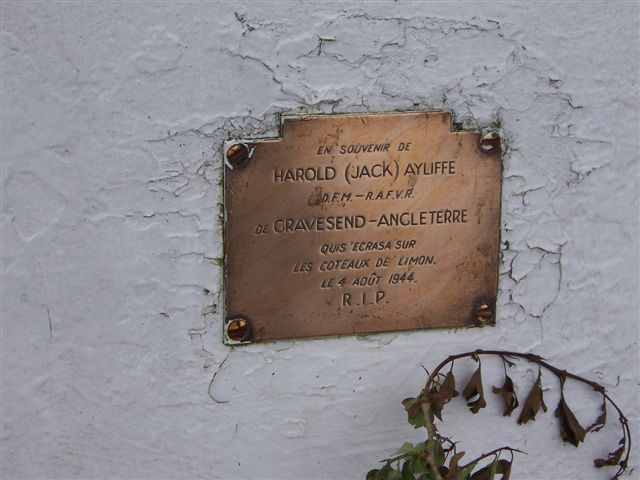 EN SOUVENIR DE
HAROLD (JACK) AYLIFFE
D.F.M.—R.A.F.V.R.
DE GRAVESEND-ANGLETERRE
QUIS'ECRASA SUR
LES COTEAUX DE LIMON.
LE 4 AOÛT 1944.
R.I.P.